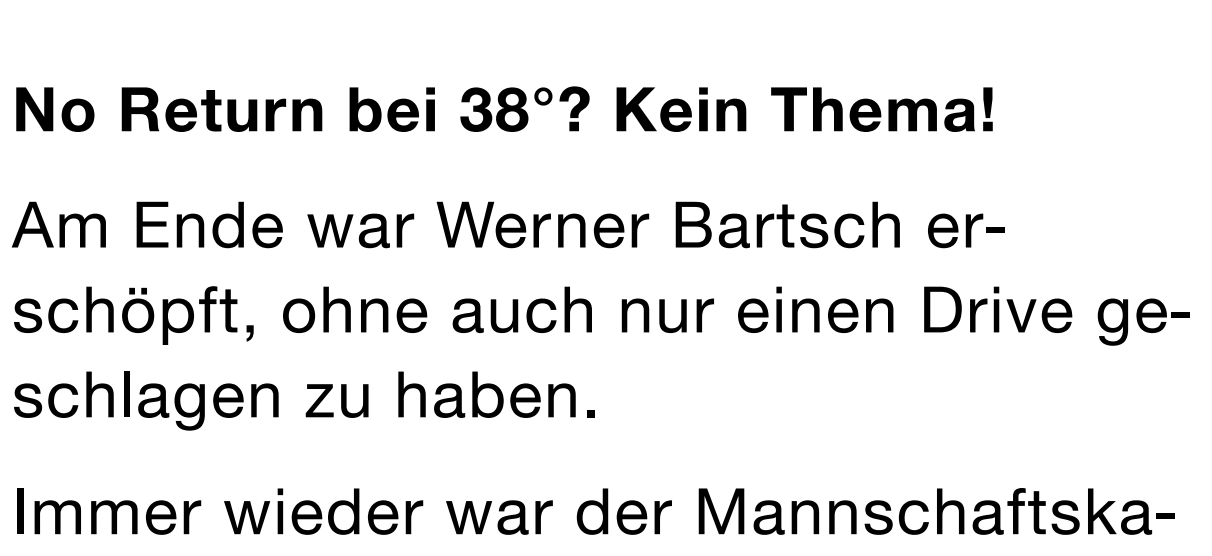 No Return bei 38°? Kein Thema!
Am Ende war Werner Bartsch er-
schöpft, ohne auch nur einen Drive ge-
schlagen zu haben.
Immer wieder war der Mannschaftska-